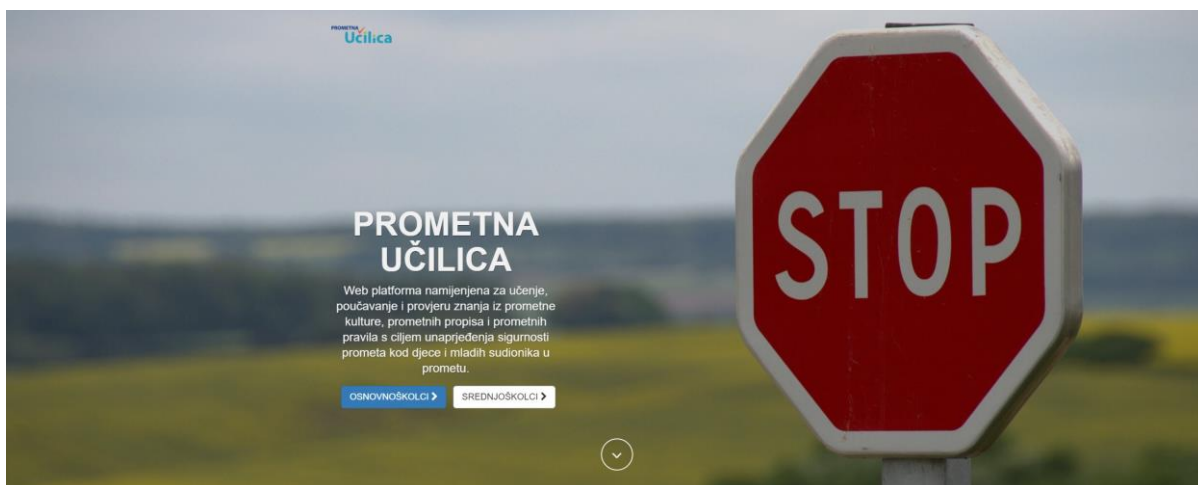 PROMETNA
Učilica
PROMETNA
UČILICA
Web platforma namijenjena za učenje,
poučavanje i provjeru znanja iz prometne
kulture, prometnih propisa i prometnih
pravila s ciljem unaprjeđenja sigurnosti
prometa kod djece i mladih sudionika u
prometu.
OSNOVNOŠKOLCI
SREDNJOŠKOLCI
STOP